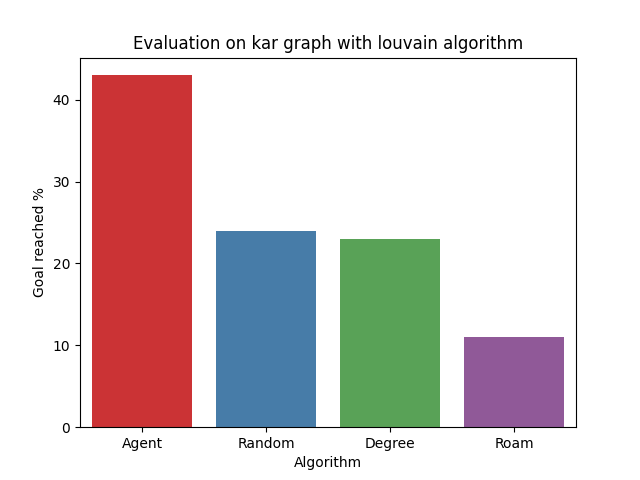 Evaluation on kar graph with louvain algorithm
Goal reached %
40
30
20
10
0
Agent Random Degree Roam
Algorithm